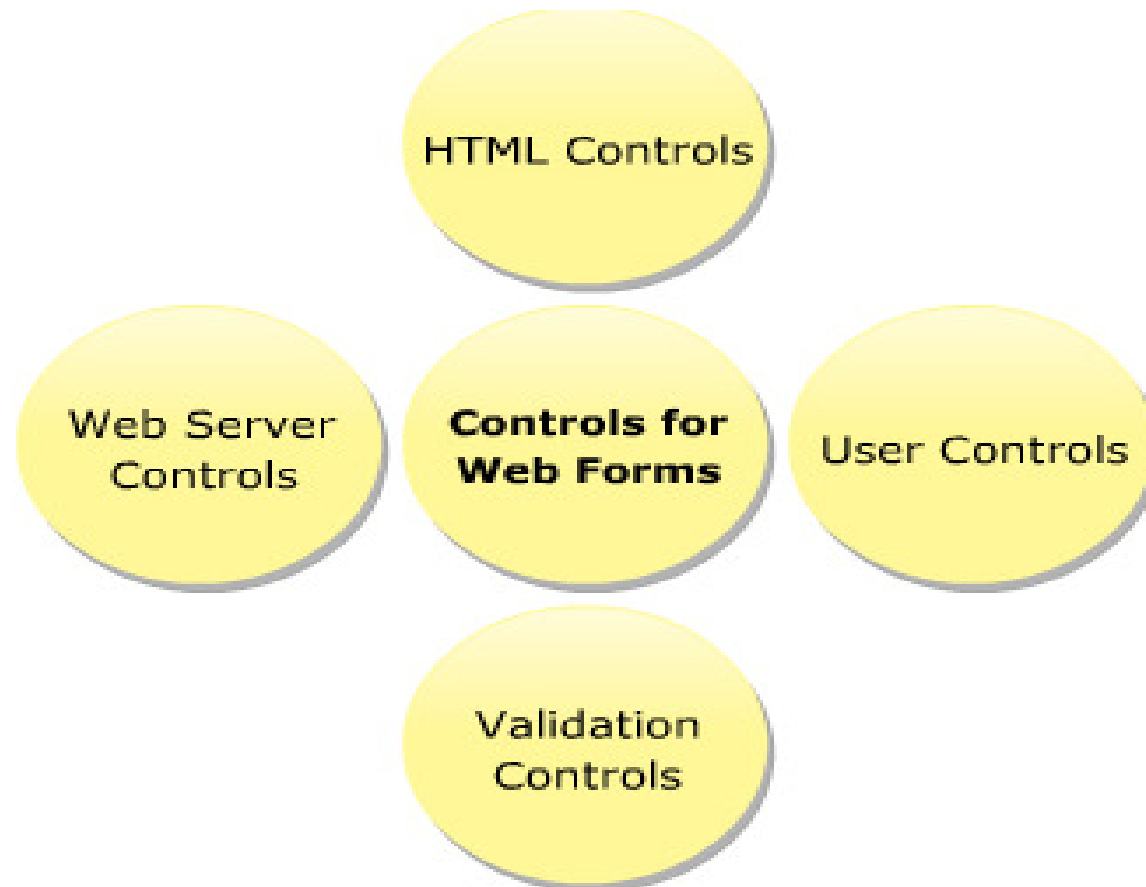 HTML Controls
Web Server
Controls
Controls for
Web Forms
User Controls
Validation
Controls